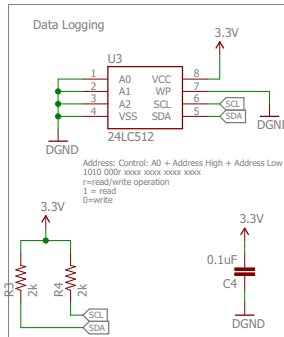 Data Logging
3.3V
U3
1 A0 VCC 8
2 A1 WP 7
3 A2 SCL 6 SCL
4 VSS SDA 5 SDA
24LC512
DGND
DGND
Address: Control: A0 + Address High + Address Low
1010 000r xxxx xxxx xxxx xxxx
r=read/write operation
1 = read
0=write
3.3V
3.3V
R3
2k
R4
2k
0.1uF
C4
SCL
SDA
DGND